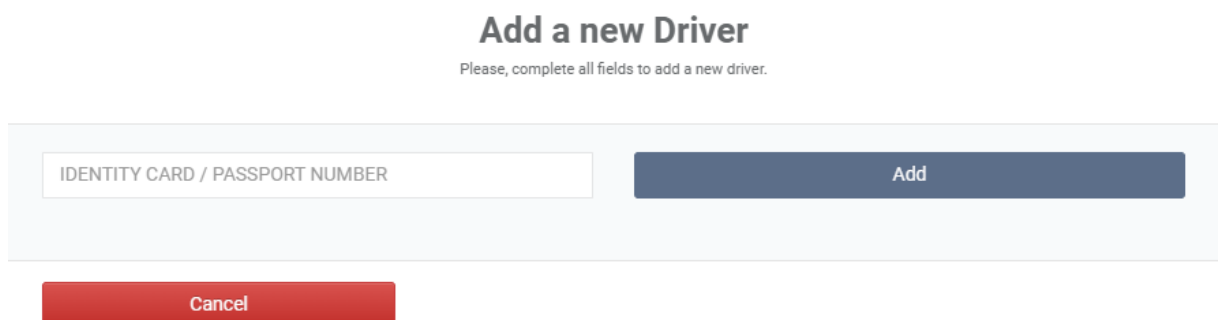 Add a new Driver
Please, complete all fields to add a new driver.
IDENTITY CARD / PASSPORT NUMBER
Add
Cancel